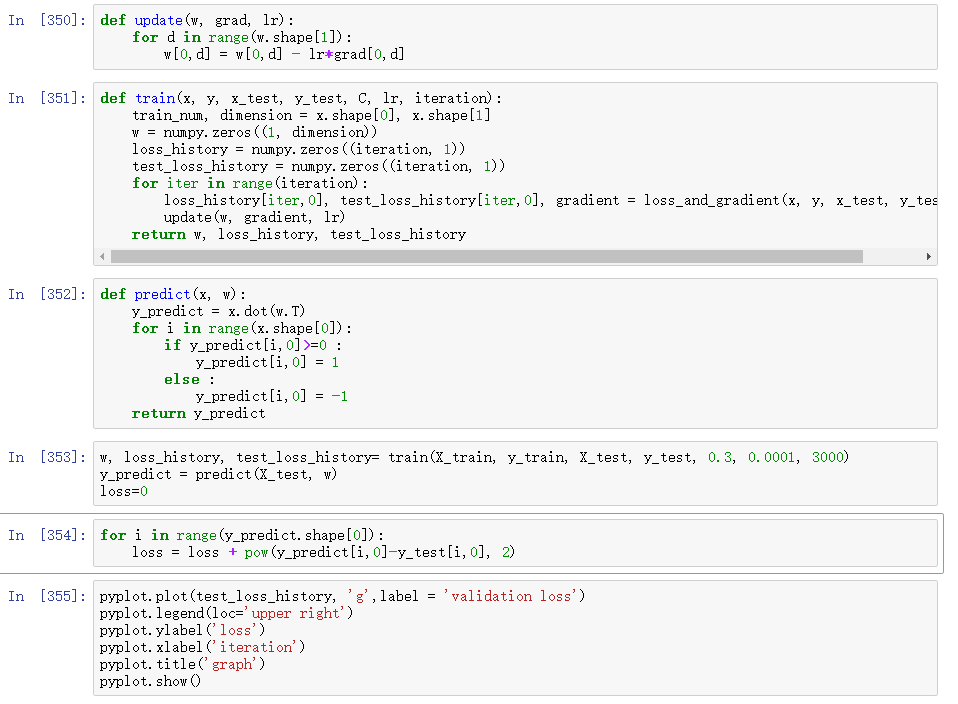 In [350]: def update(w, grad, lr):
for d in range(w.shape[1]):
w[0,d] = w[0,d] - lr*grad[0,d]
In [351]: def train(x, y, x_test, y_test, C, lr, iteration):
train_num, dimension = x.shape[0], x.shape[1]
w = numpy.zeros((1, dimension))
loss_history = numpy.zeros((iteration, 1))
test_loss_history = numpy.zeros((iteration, 1))
for iter in range(iteration):
loss_history[iter,0], test_loss_history[iter,0], gradient = loss_and_gradient(x, y, x_test, y_tes
update(w, gradient, lr)
return w, loss_history, test_loss_history
In [352]: def predict(x, w):
y_predict = x.dot(w.T)
for i in range(x.shape[0]):
if y_predict[i,0]>=0 :
y_predict[i,0] = 1
else :
y_predict[i,0] = -1
return y_predict
In [353]: w, loss_history, test_loss_history= train(X_train, y_train, X_test, y_test, 0.3, 0.0001, 3000)
y_predict = predict(X_test, w)
loss=0
In [354]: for i in range(y_predict.shape[0]):
loss = loss + pow(y_predict[i,0]-y_test[i,0], 2)
In [355]: pyplot.plot(test_loss_history, 'g',label = 'validation loss')
pyplot.legend(loc='upper right')
pyplot.ylabel('loss')
pyplot.xlabel('iteration')
pyplot.title('graph')
pyplot.show()